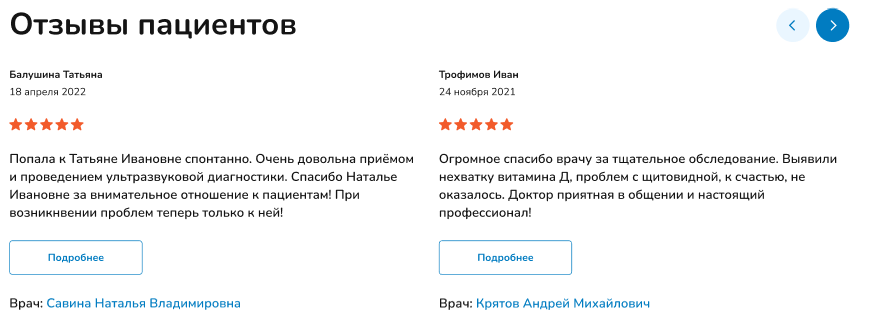 Отзывы пациентов
Балушина Татьяна
18 апреля 2022
Попала к Татьяне Ивановне спонтанно. Очень довольна приёмом
и проведением ультразвуковой диагностики. Спасибо Наталье
Ивановне за внимательное отношение к пациентам! При
возникнвении проблем теперь только к ней!
Подробнее
Врач: Савина Наталья Владимировна
Трофимов Иван
24 ноября 2021
Огромное спасибо врачу за тщательное обследование. Выявили
нехватку витамина Д, проблем с щитовидной, к счастью, не
оказалось. Доктор приятная в общении и настоящий
профессионал!
Подробнее
Врач: Крятов Андрей Михайлович